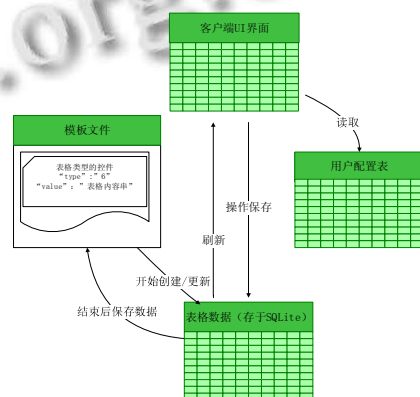 .org
客户端UI界面
读取
模板文件
表格类型的控件
“type”:”6”
“value”：”表格内容串”
用户配置表
操作保存
刷新
开始创建/更新
结束后保存数据
表格数据（存于SQLite）